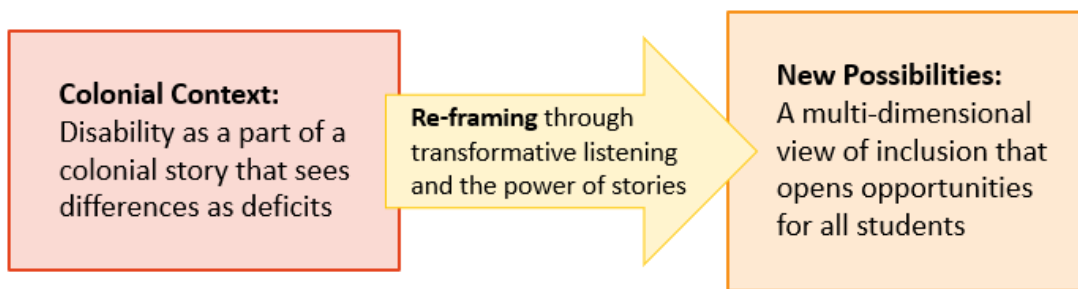 Colonial Context:
Disability as a part of a
colonial story that sees
differences as deficits
Re-framing through
transformative listening
and the power of stories
New Possibilities:
A multi-dimensional
view of inclusion that
opens opportunities
for all students